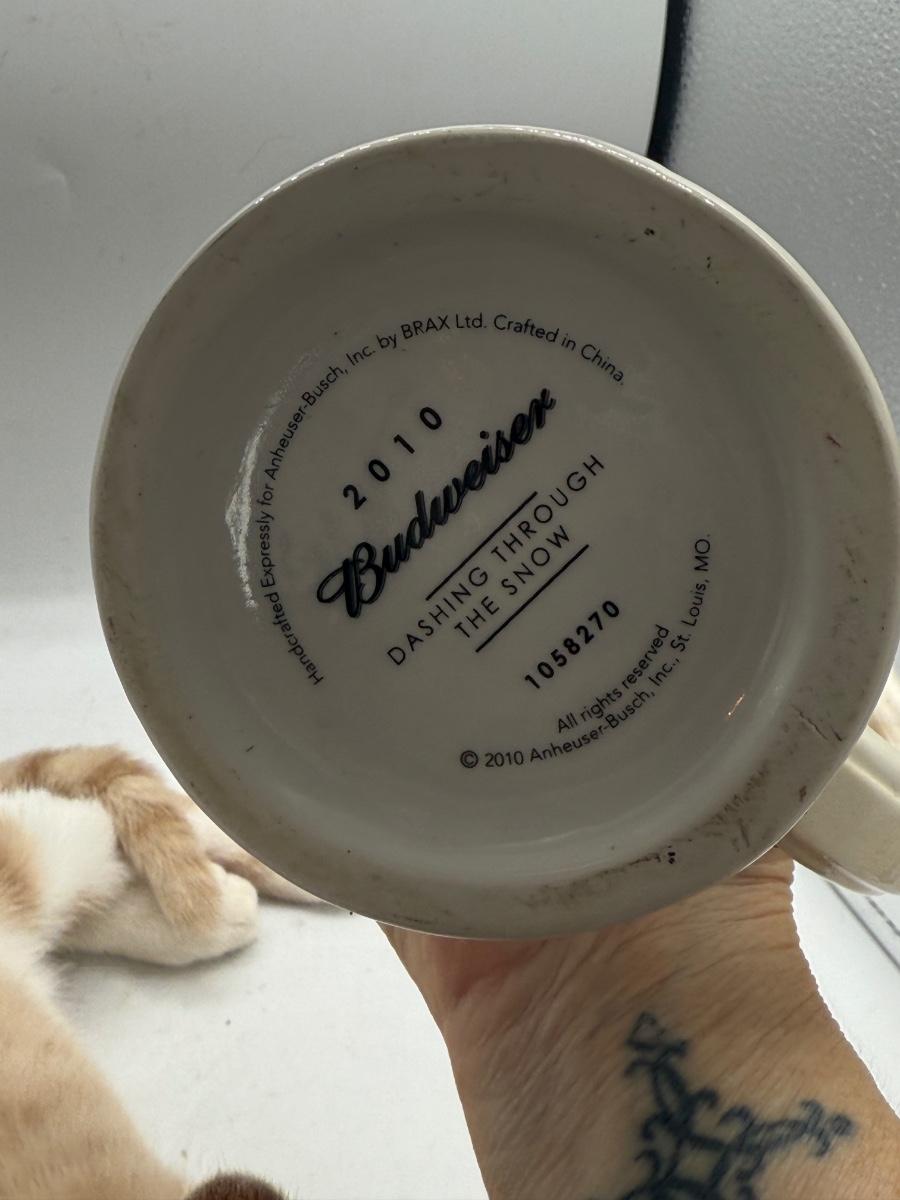 Handcrafted Expressly for Anheuser-Busch, Inc. by BRAX Ltd. Crafted in China.
2010
Budweiser
DASHING THROUGH
THE SNOW
1058270
All rights reserved
© 2010 Anheuser-Busch, Inc., St. Louis, MO.